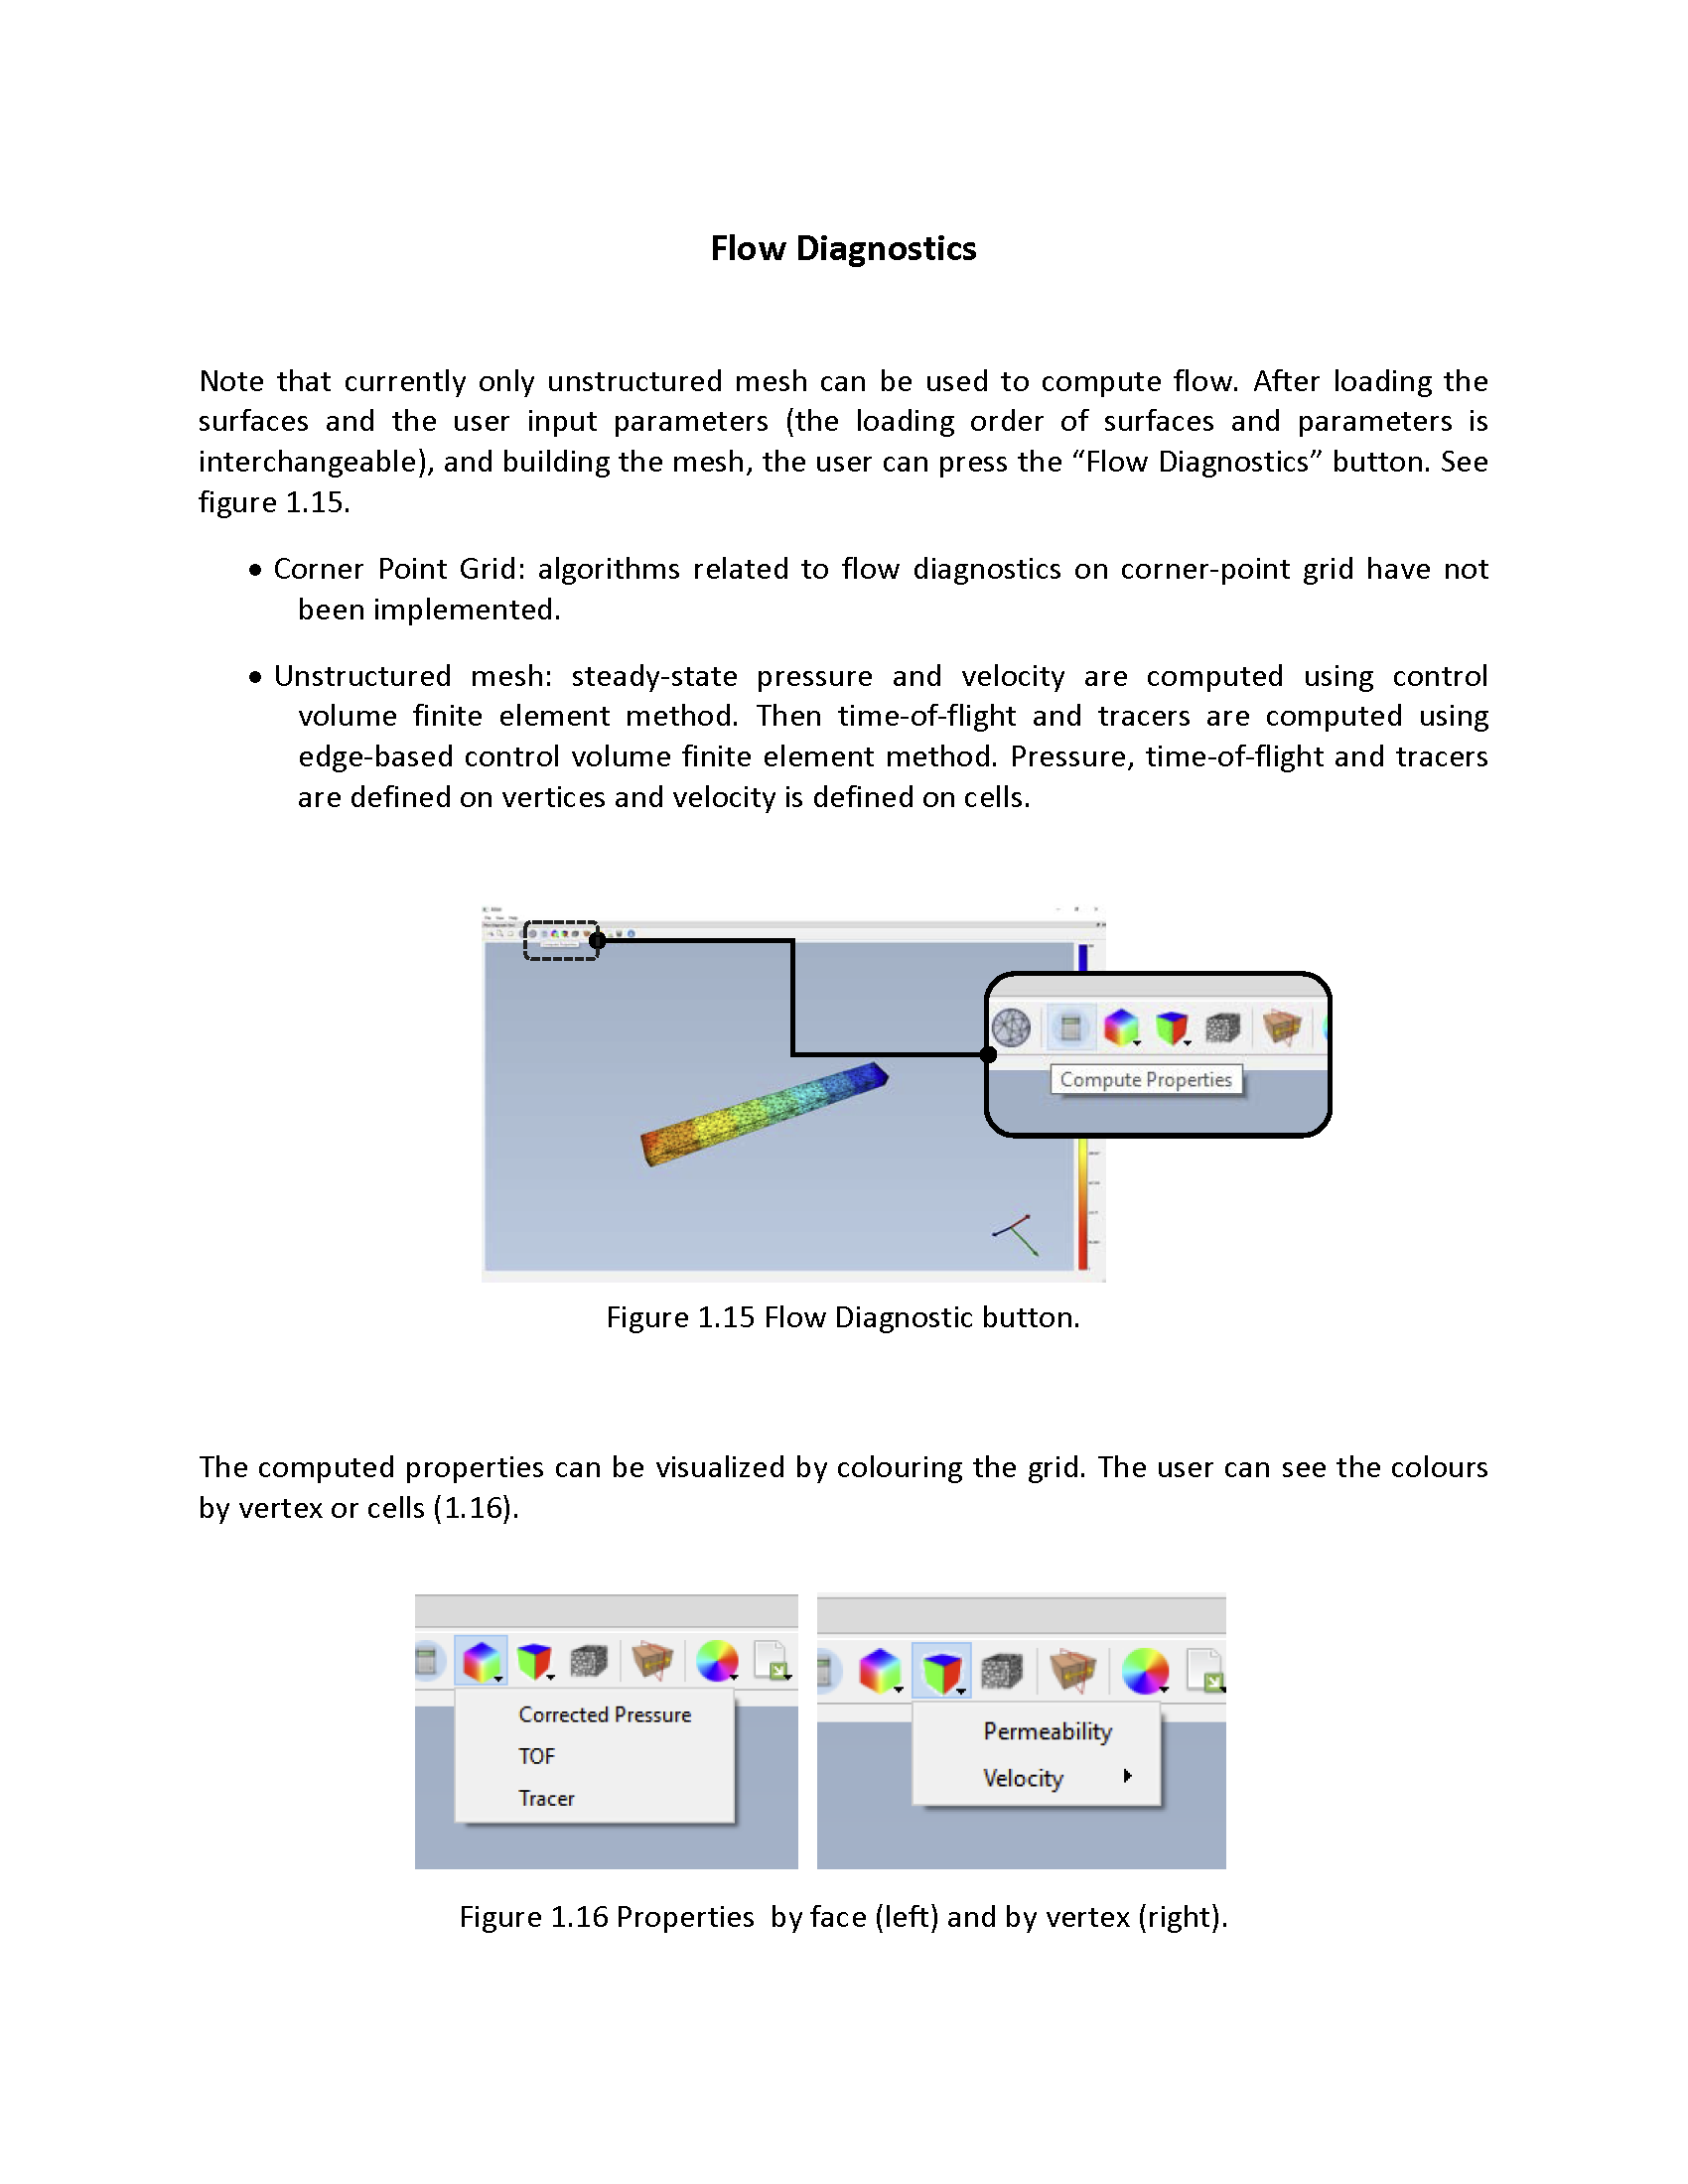 Flow Diagnostics
Note that currently only unstructured mesh can be used to compute flow. After loading the
surfaces and the user input parameters (the loading order of surfaces and parameters is
interchangeable), and building the mesh, the user can press the “Flow Diagnostics” button. See
figure 1.15.
• Corner Point Grid: algorithms related to flow diagnostics on corner-point grid have not
been implemented.
• Unstructured mesh: steady-state pressure and velocity are computed using control
volume finite element method. Then time-of-flight and tracers are computed using
edge-based control volume finite element method. Pressure, time-of-flight and tracers
are defined on vertices and velocity is defined on cells.
Compute Properties
Figure 1.15 Flow Diagnostic button.
The computed properties can be visualized by colouring the grid. The user can see the colours
by vertex or cells (1.16).
Corrected Pressure
TOF
Tracer
Permeability
Velocity
Figure 1.16 Properties  by face (left) and by vertex (right).